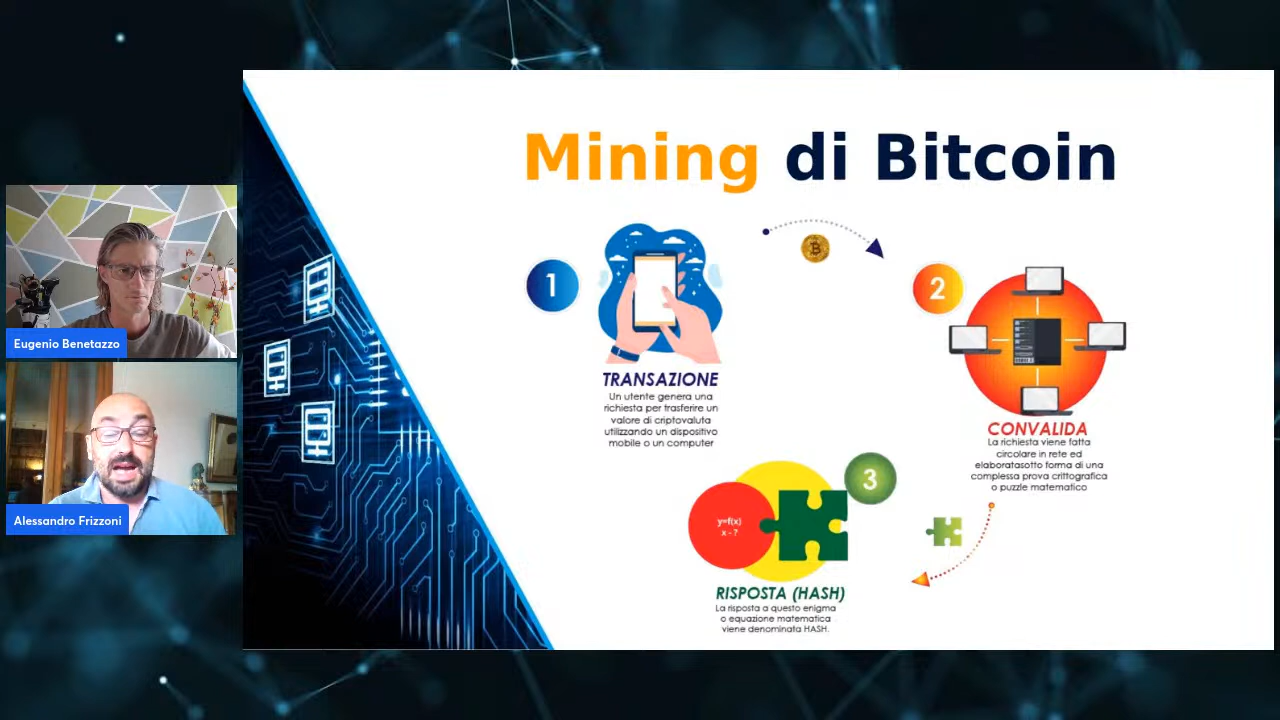 Mining di Bitcoin
1
TRANSAZIONE
Un utente genera una
richiesta per trasferire un
valore di criptovaluta
utilizzando un dispositivo
mobile o un computer
2
CONVALIDA
La richiesta viene fatta
circolare in rete ed
elaboratasotto forma di una
complessa prova crittografica
o puzzle matematico
3
y=f(x)
x - ?
RISPOSTA (HASH)
La risposta a questo enigma
o equazione matematica
viene denominata HASH.
Eugenio Benetazzo
Alessandro Frizzoni